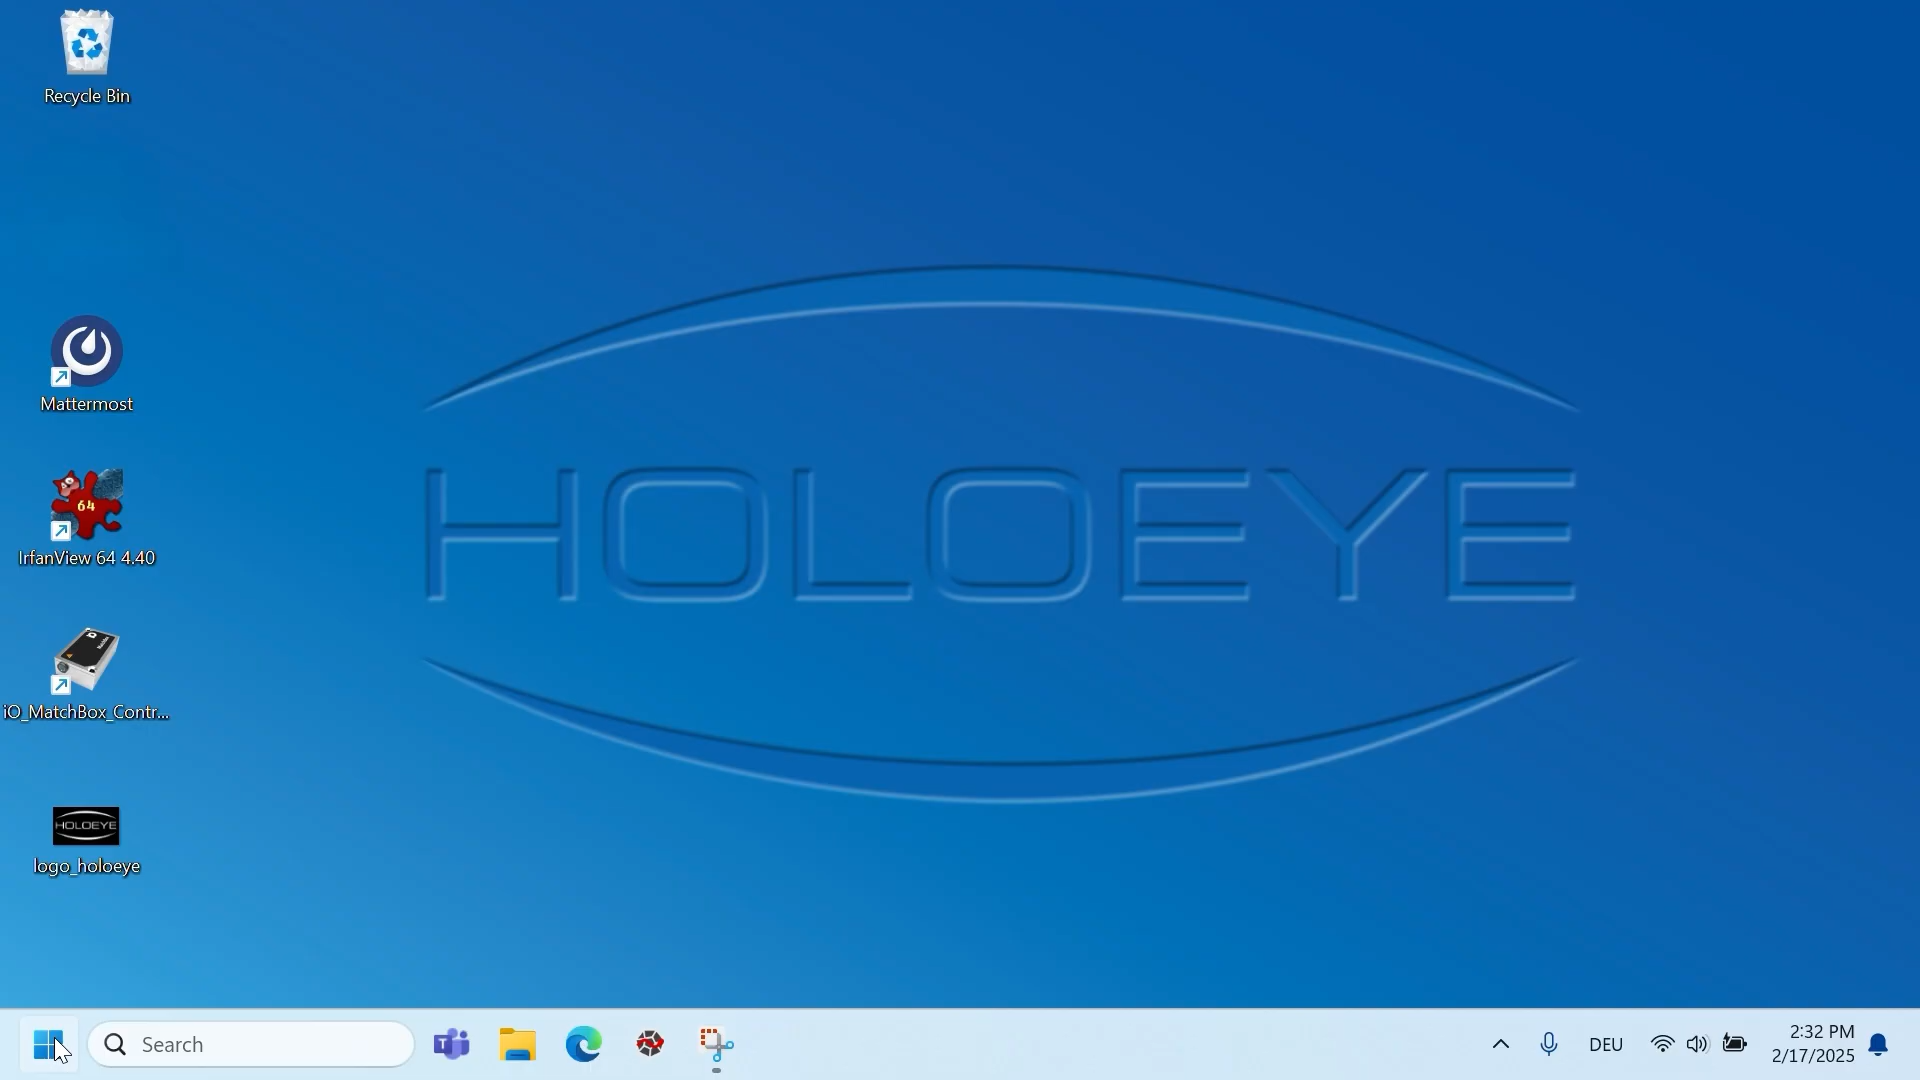 Recycle Bin
Mattermost
64
IrfanView 64 4.40
iO_MatchBox_Contr...
HOLOEYE
logo_holoeye
HOLOEYE
Search
T
DEU
2:32 PM
2/17/2025